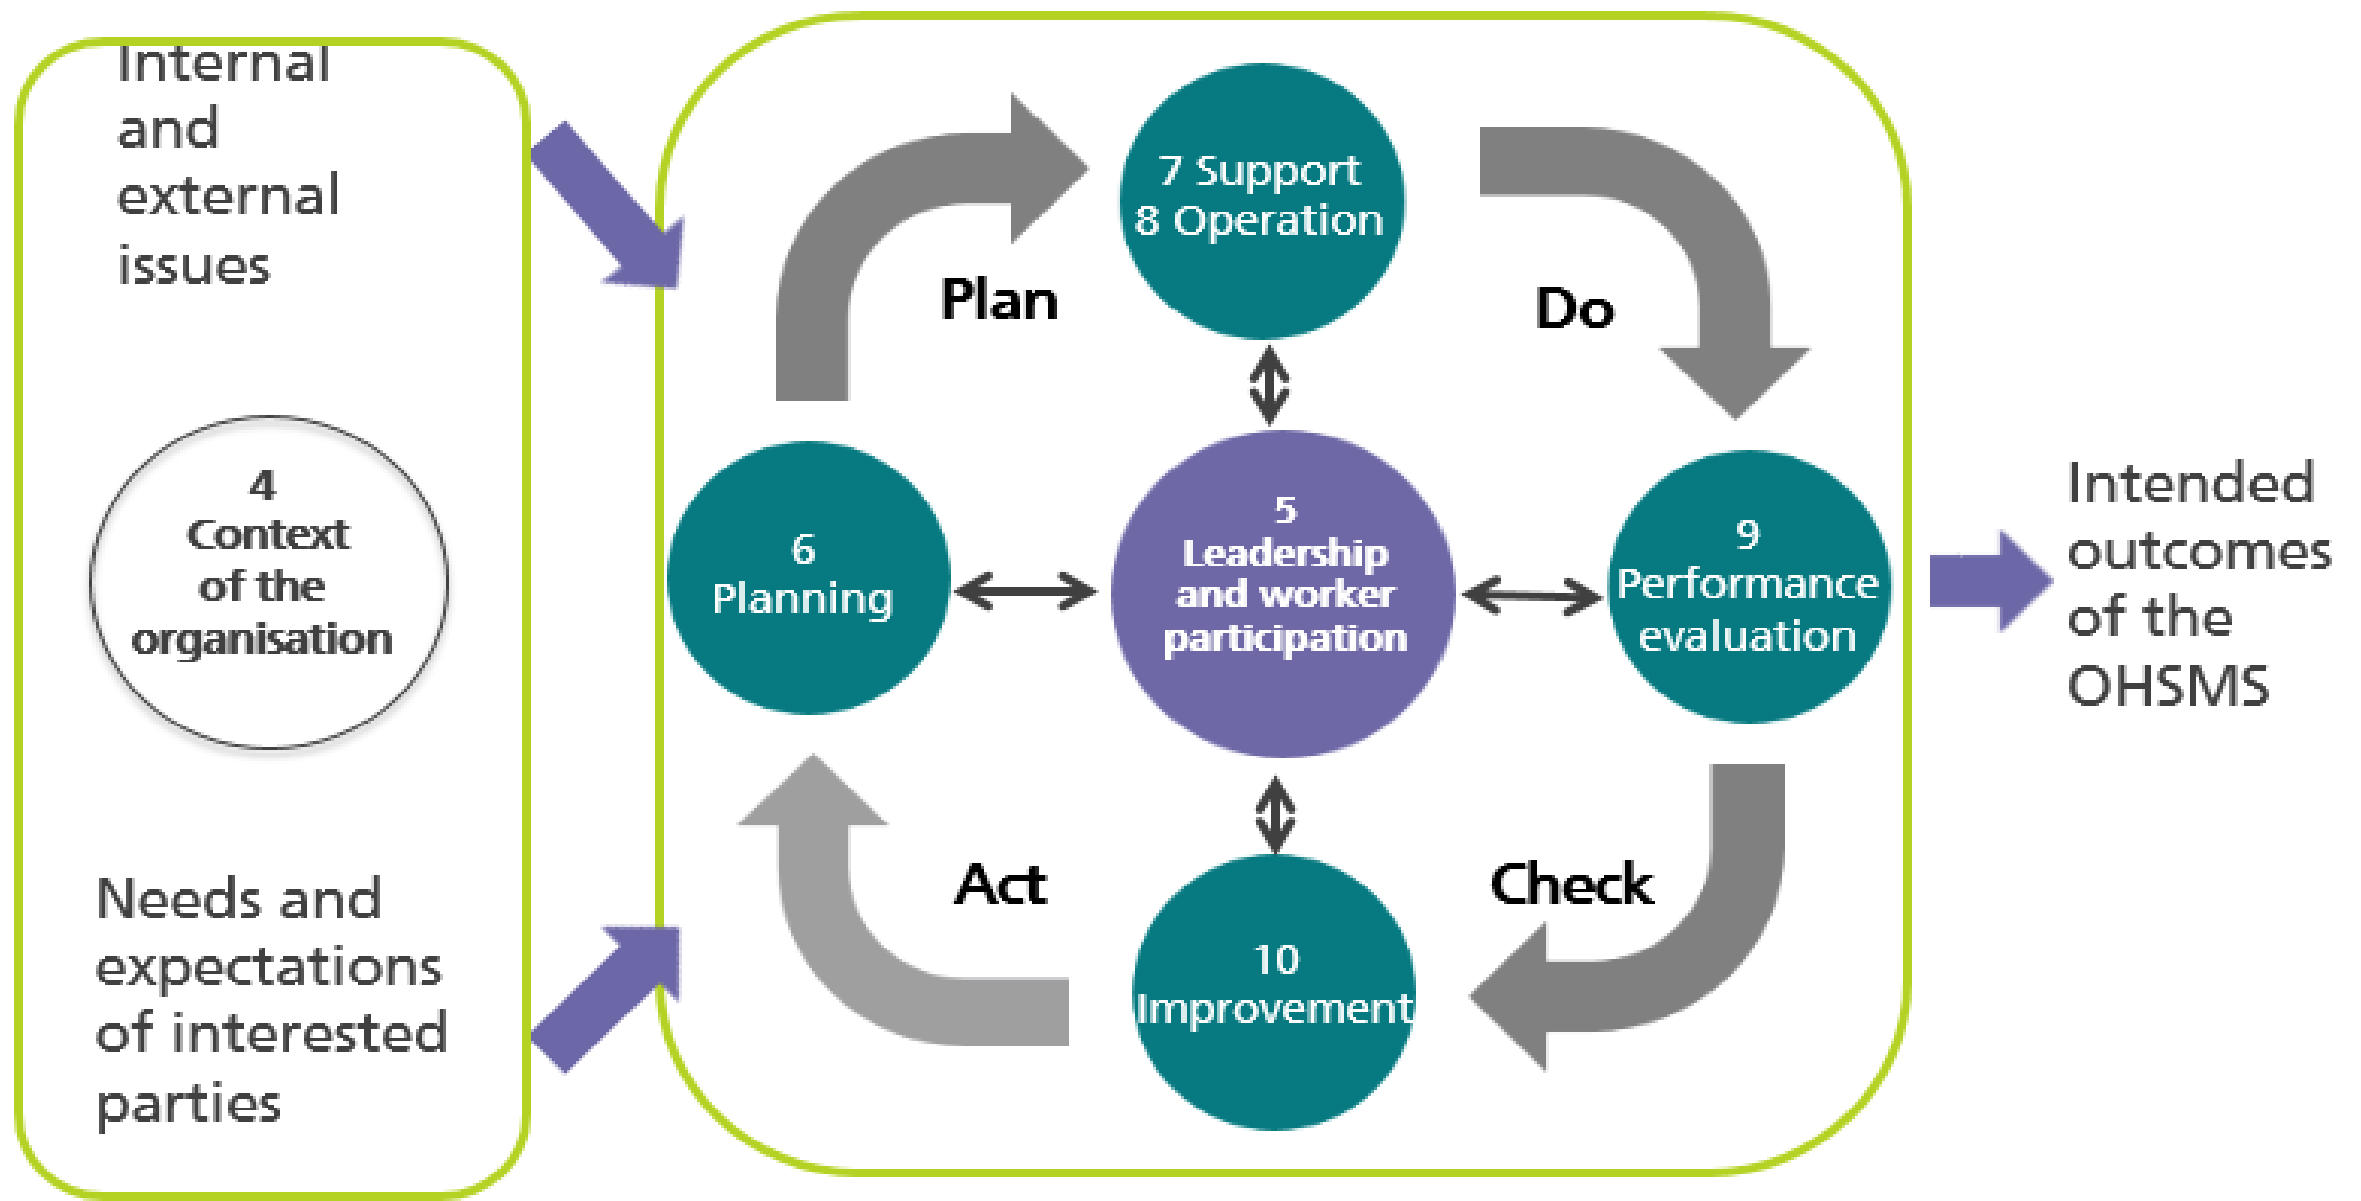 Internal
and
external
issues
4
Context
of the
organisation
Needs and
expectations
of interested
parties
7 Support
8 Operation
Plan
Do
6
Planning
5
Leadership
and worker
participation
9
Performance
evaluation
Act
Check
10
Improvement
Intended
outcomes
of the
OHSMS